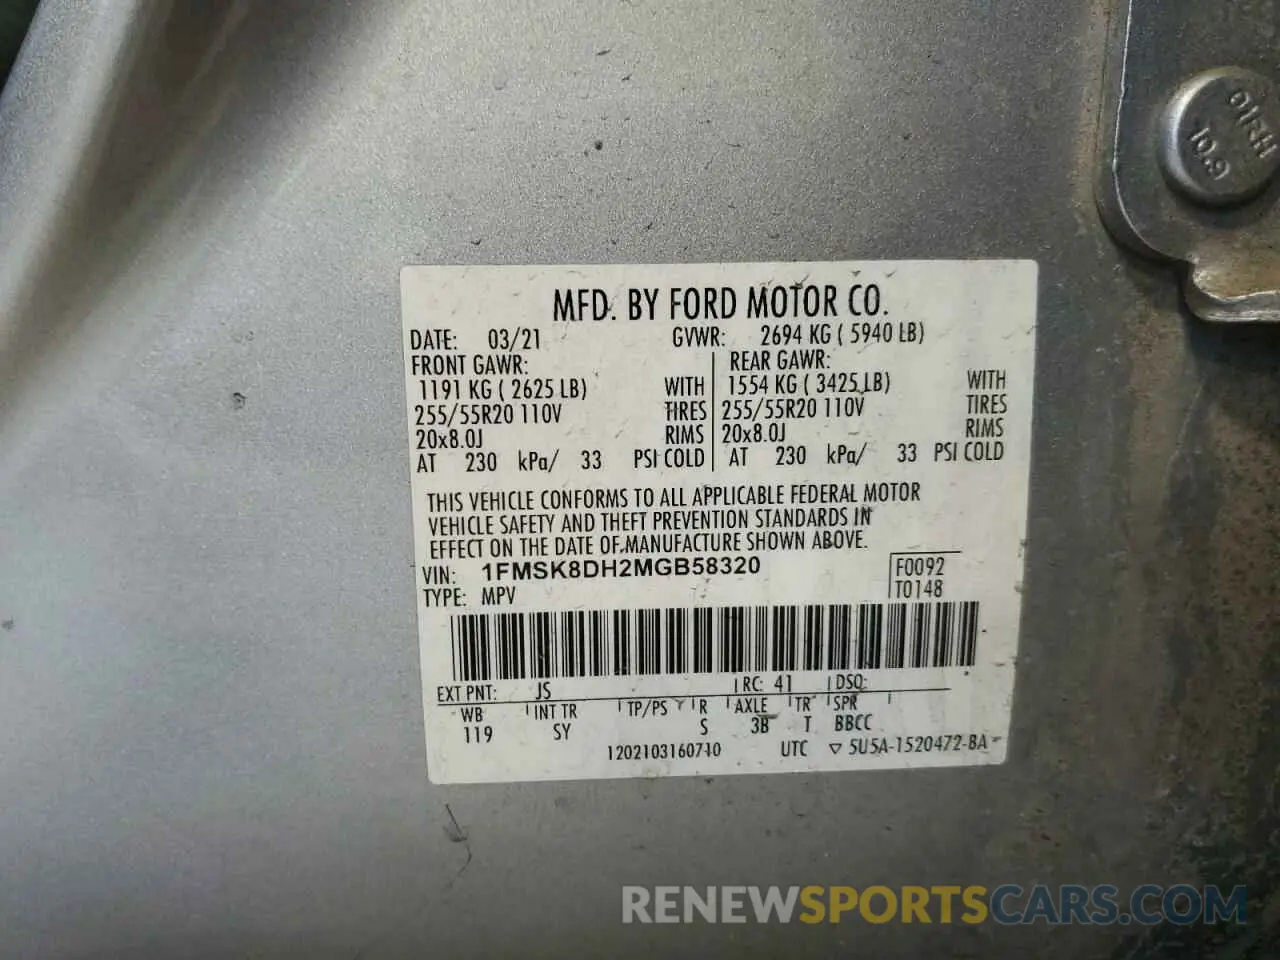 OHSH
10.9
MFD. BY FORD MOTOR CO.
DATE: 03/21 GVWR: 2694 KG ( 5940 LB)
FRONT GAWR: REAR GAWR:
1191 KG ( 2625 LB) WITH 1554 KG ( 3425 LB) WITH
255/55R20 110V TIRES 255/55R20 110V TIRES
20x8.0J RIMS 20x8.0J RIMS
AT 230 kPa/ 33 PSI COLD AT 230 kPa/ 33 PSI COLD
THIS VEHICLE CONFORMS TO ALL APPLICABLE FEDERAL MOTOR
VEHICLE SAFETY AND THEFT PREVENTION STANDARDS IN
EFFECT ON THE DATE OF MANUFACTURE SHOWN ABOVE.
VIN: 1FMSK8DH2MGB58320 F0092
TYPE: MPV T0148
EXT PNT: JS RC: 41 DSO:
WB INT TR TP/PS R AXLE TR SPR
119 SY S 3B T BBCC
1202103160710 UTC ▽ 5U5A-1520472-BA
RENEWSPORTSCARS.COM